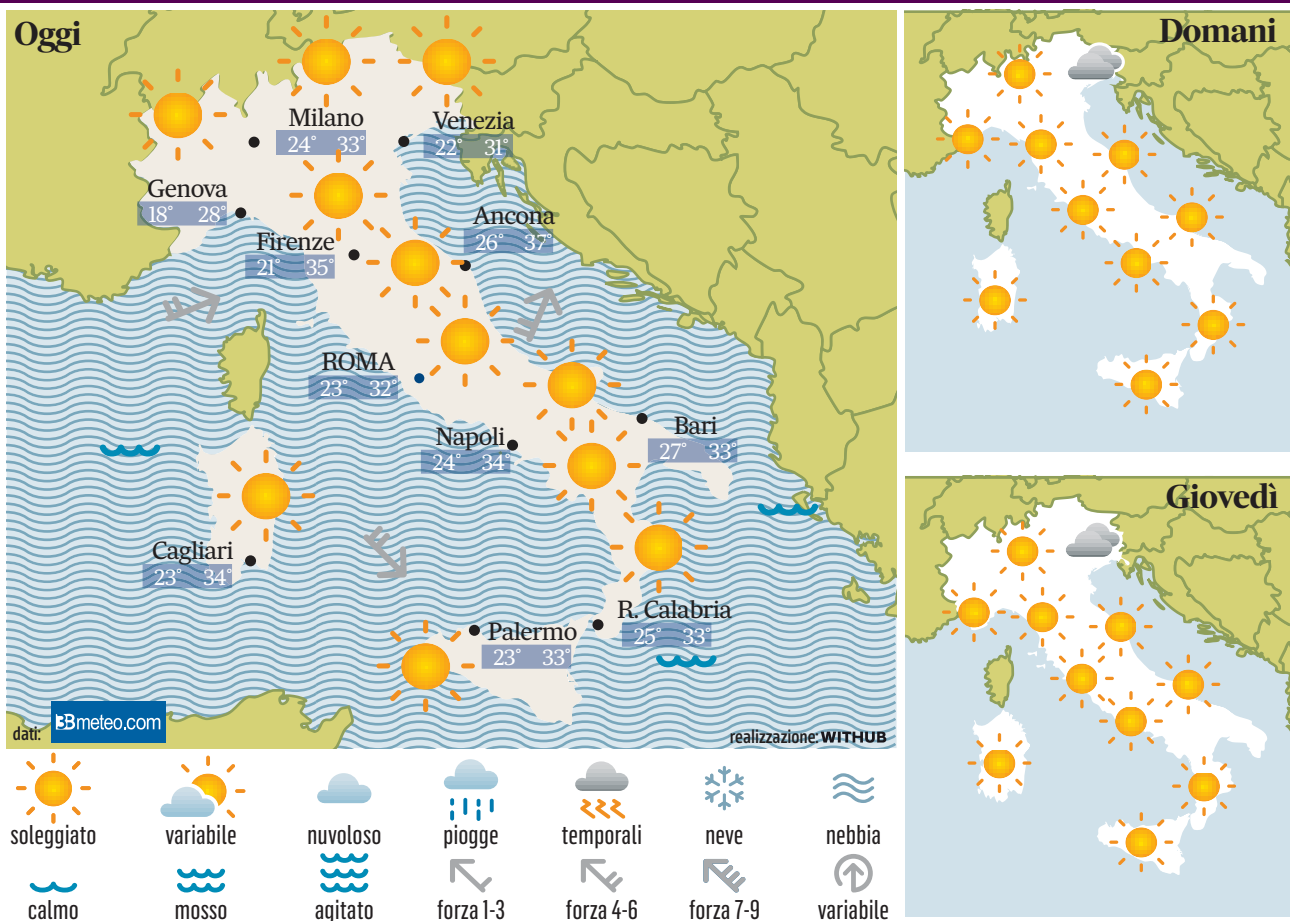 Oggi
Milano
24° 33°
Venezia
22° 31°
Genova
18° 28°
Firenze
21° 35°
Ancona
26° 37°
ROMA
23° 32°
Napoli
24° 34°
Bari
27° 33°
Cagliari
23° 34°
Palermo
23° 33°
R. Calabria
25° 33°
dati: 3Bmeteo.com
realizzazione: WITHUB
Domani
Giovedì
soleggiato variabile nuvoloso piogge temporali neve nebbia
calmo mosso agitato forza 1-3 forza 4-6 forza 7-9 variabile